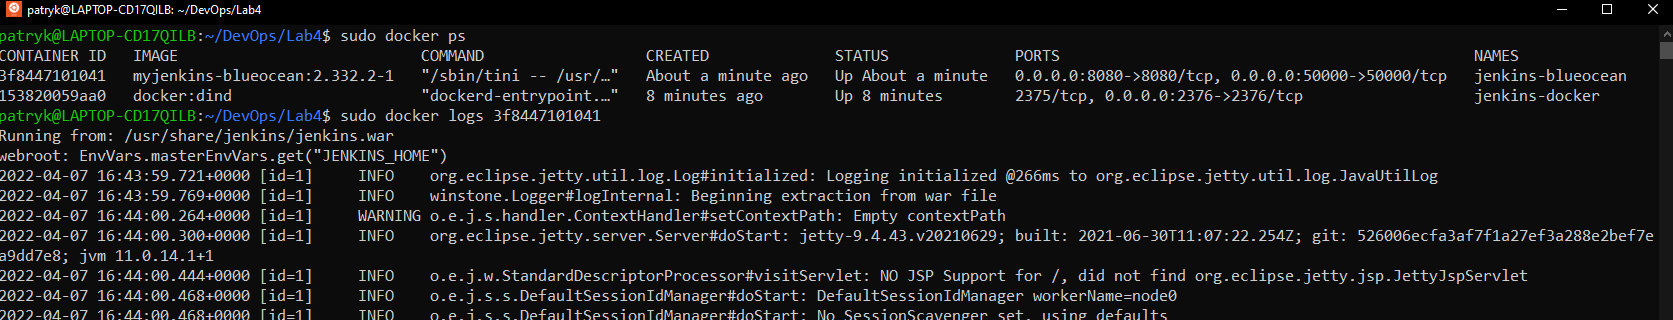 patryk@LAPTOP-CD17QILB: ~/DevOps/Lab4
patryk@LAPTOP-CD17QILB:~/DevOps/Lab4$ sudo docker ps
CONTAINER ID   IMAGE                          COMMAND                  CREATED              STATUS              PORTS                                              NAMES
3f8447101041   myjenkins-blueocean:2.332.2-1   "/sbin/tini -- /usr/…"   About a minute ago   Up About a minute   0.0.0.0:8080->8080/tcp, 0.0.0.0:50000->50000/tcp   jenkins-blueocean
153820059aa0   docker:dind                     "dockerd-entrypoint.…"   8 minutes ago        Up 8 minutes        2375/tcp, 0.0.0.0:2376->2376/tcp                   jenkins-docker
patryk@LAPTOP-CD17QILB:~/DevOps/Lab4$ sudo docker logs 3f8447101041
Running from: /usr/share/jenkins/jenkins.war
webroot: EnvVars.masterEnvVars.get("JENKINS_HOME")
2022-04-07 16:43:59.721+0000 [id=1]     INFO    org.eclipse.jetty.util.log.Log#initialized: Logging initialized @266ms to org.eclipse.jetty.util.log.JavaUtilLog
2022-04-07 16:43:59.769+0000 [id=1]     INFO    winstone.Logger#logInternal: Beginning extraction from war file
2022-04-07 16:44:00.264+0000 [id=1]     WARNING o.e.j.s.handler.ContextHandler#setContextPath: Empty contextPath
2022-04-07 16:44:00.300+0000 [id=1]     INFO    org.eclipse.jetty.server.Server#doStart: jetty-9.4.43.v20210629; built: 2021-06-30T11:07:22.254Z; git: 526006ecfa3af7f1a27ef3a288e2bef7e
a9dd7e8; jvm 11.0.14.1+1
2022-04-07 16:44:00.444+0000 [id=1]     INFO    o.e.j.w.StandardDescriptorProcessor#visitServlet: NO JSP Support for /, did not find org.eclipse.jetty.jsp.JettyJspServlet
2022-04-07 16:44:00.468+0000 [id=1]     INFO    o.e.j.s.s.DefaultSessionIdManager#doStart: DefaultSessionIdManager workerName=node0
2022-04-07 16:44:00.468+0000 [id=1]     INFO    o.e.j.s.s.DefaultSessionIdManager#doStart: No SessionScavenger set, using defaults